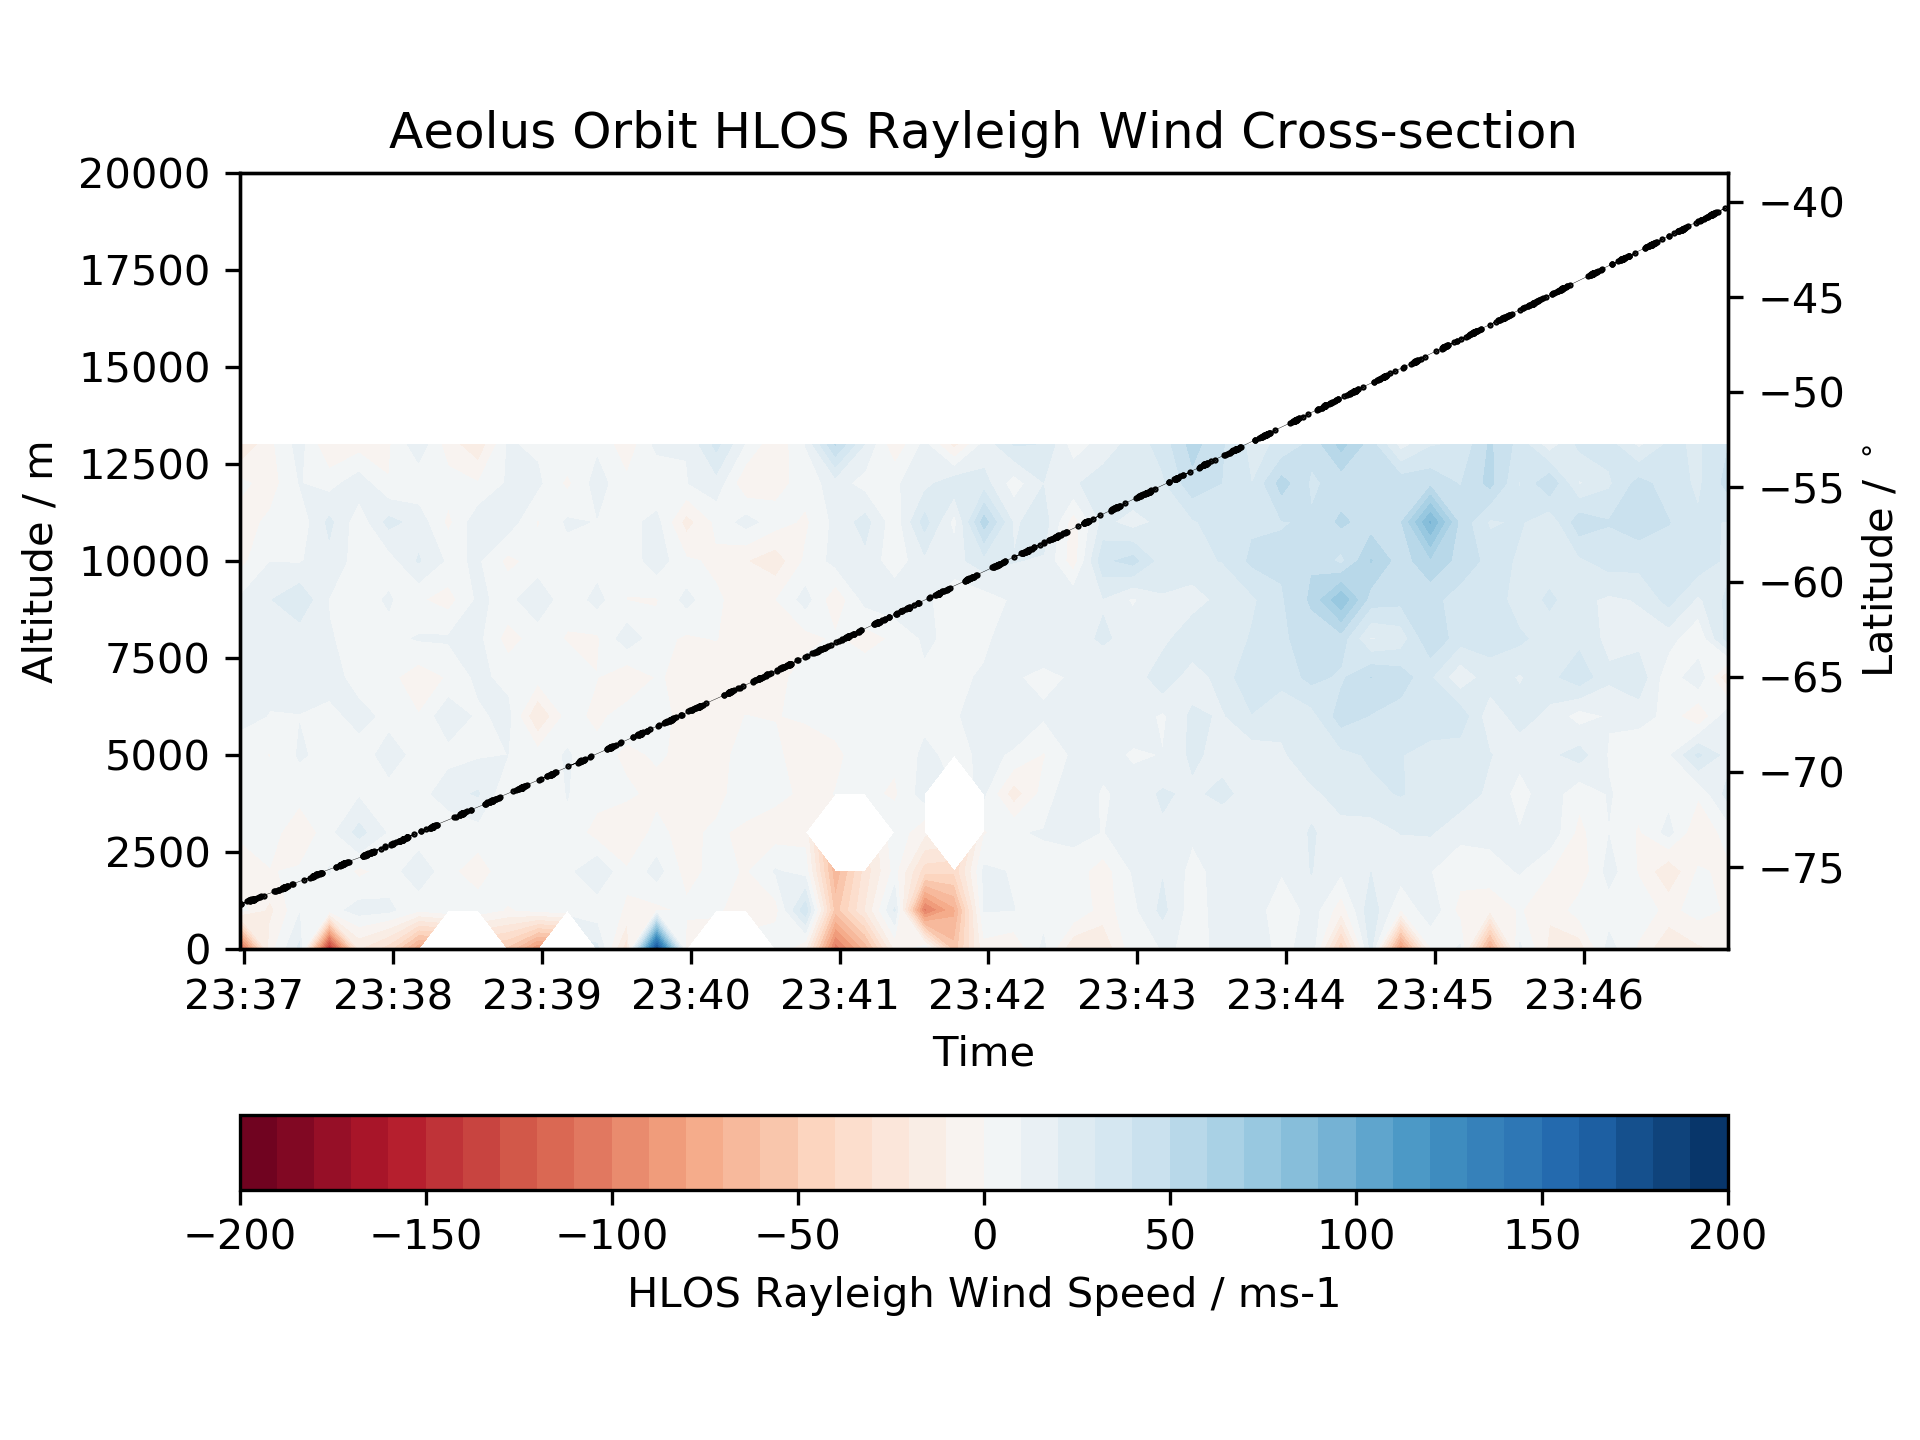 Aeolus Orbit HLOS Rayleigh Wind Cross-section
20000
17500
15000
12500
10000
7500
5000
2500
0
Altitude / m
−40
−45
−50
−55
−60
−65
−70
−75
Latitude / °
23:37 23:38 23:39 23:40 23:41 23:42 23:43 23:44 23:45 23:46
Time
−200 −150 −100 −50 0 50 100 150 200
HLOS Rayleigh Wind Speed / ms-1